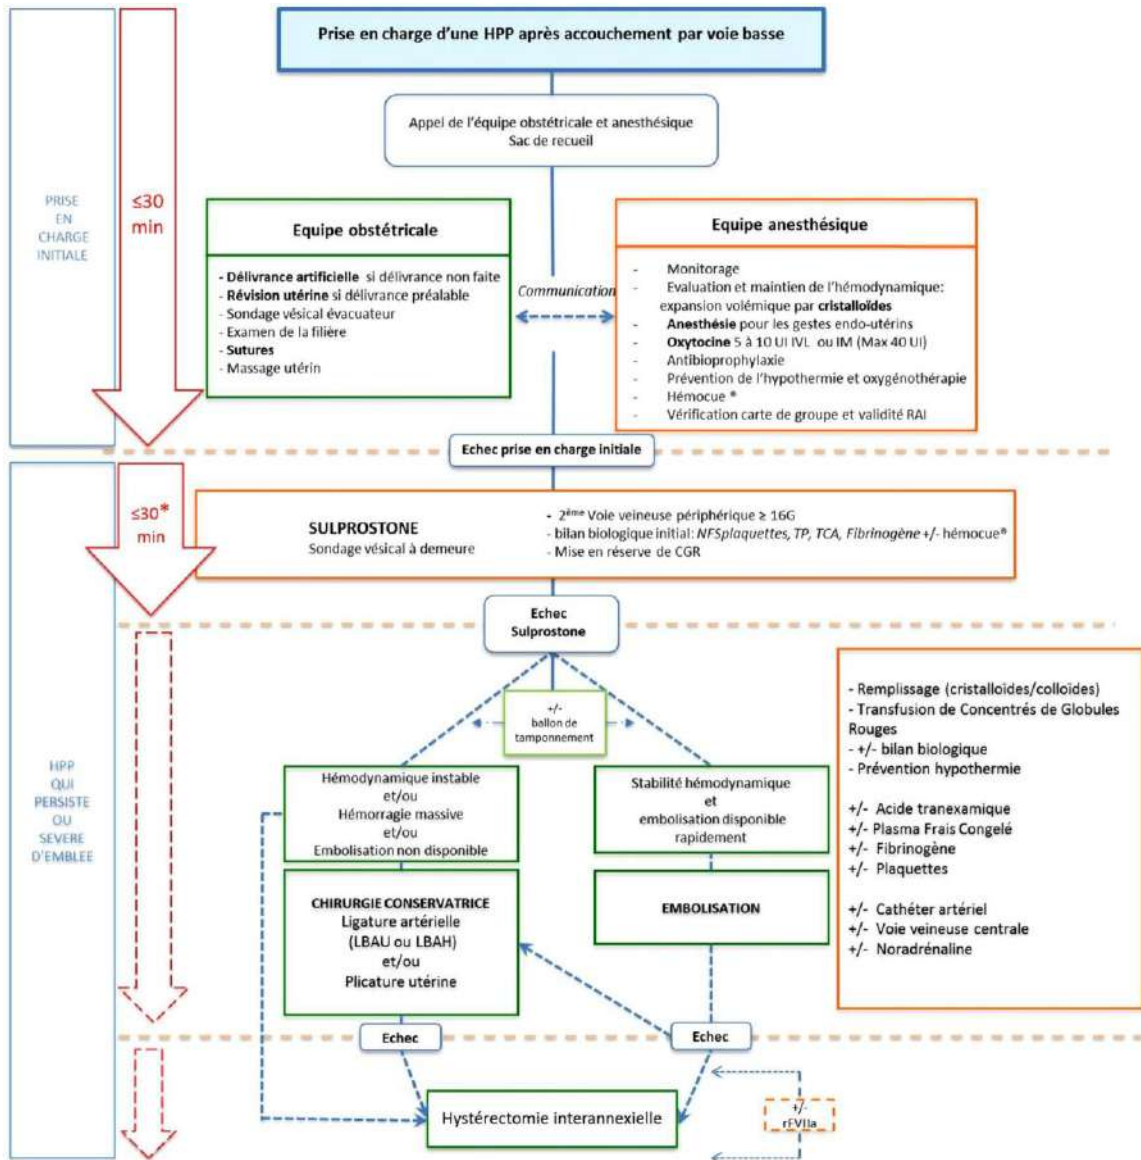 Prise en charge d'une HPP après accouchement par voie basse
Appel de l'équipe obstétricale et anesthésique
Sac de recueil
PRISE
EN
CHARGE
INITIALE
≤30
min
Equipe obstétricale
- Délivrance artificielle si délivrance non faite
- Révision utérine si délivrance préalable
- Sondage vésical évacuateur
- Examen de la filière
- Sutures
- Massage utérin
Communication
Equipe anesthésique
- Monitorage
- Evaluation et maintien de l'hémodynamique:
expansion volémique par cristalloïdes
- Anesthésie pour les gestes endo-utérins
- Oxytocine 5 à 10 UI IVL ou IM (Max 40 UI)
- Antibioprophylaxie
- Prévention de l'hypothermie et oxygénothérapie
- Hémocue ®
- Vérification carte de groupe et validité RAI
Echec prise en charge initiale
≤30*
min
SULPROSTONE
Sondage vésical à demeure
- 2ème Voie veineuse périphérique ≥ 16G
- bilan biologique initial: NFSplaquettes, TP, TCA, Fibrinogène +/- hémocue®
- Mise en réserve de CGR
Echec
Sulprostone
HPP
QUI
PERSISTE
OU
SEVERE
D'EMBLEE
+/-
ballon de
tamponnement
Hémodynamique instable
et/ou
Hémorragie massive
et/ou
Embolisation non disponible
Stabilité hémodynamique
et
embolisation disponible
rapidement
CHIRURGIE CONSERVATRICE
Ligature artérielle
(LBAU ou LBAH)
et/ou
Plicature utérine
EMBOLISATION
- Remplissage (cristalloïdes/colloïdes)
- Transfusion de Concentrés de Globules
Rouges
- +/- bilan biologique
- Prévention hypothermie
+/- Acide tranexamique
+/- Plasma Frais Congelé
+/- Fibrinogène
+/- Plaquettes
+/- Cathéter artériel
+/- Voie veineuse centrale
+/- Noradrénaline
Echec
Echec
Hystérectomie interannexielle
+/-
rFVIIa